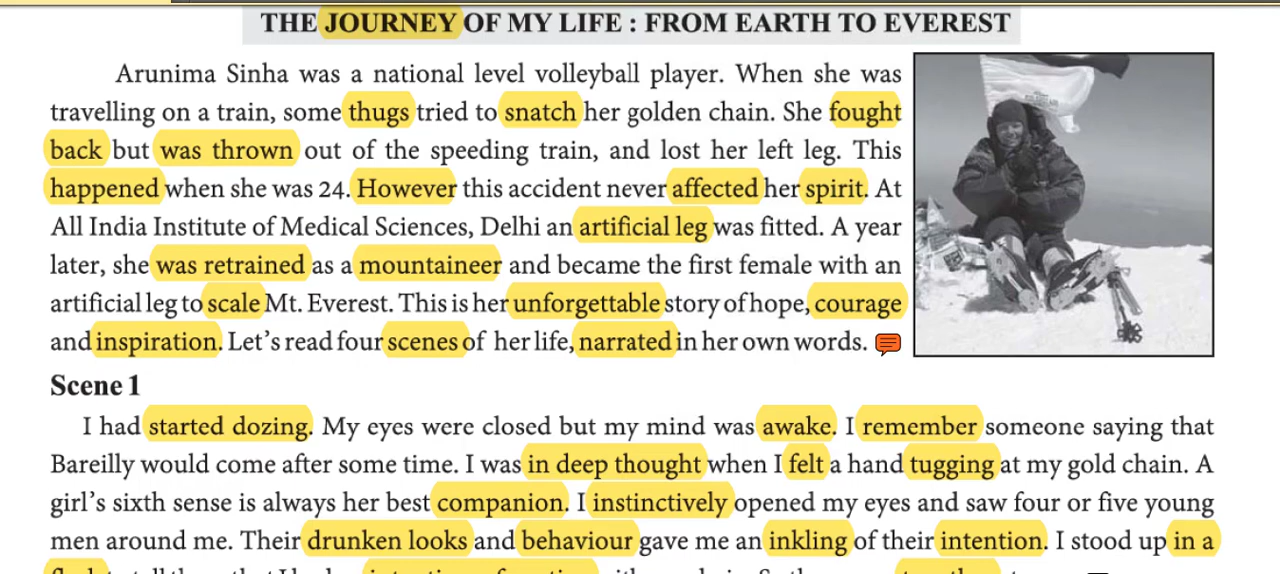 THE JOURNEY OF MY LIFE : FROM EARTH TO EVEREST
Arunima Sinha was a national level volleyball player. When she was
travelling on a train, some thugs tried to snatch her golden chain. She fought
back but was thrown out of the speeding train, and lost her left leg. This
happened when she was 24. However this accident never affected her spirit. At
All India Institute of Medical Sciences, Delhi an artificial leg was fitted. A year
later, she was retrained as a mountaineer and became the first female with an
artificial leg to scale Mt. Everest. This is her unforgettable story of hope, courage
and inspiration. Let's read four scenes of her life, narrated in her own words.
Scene 1
I had started dozing. My eyes were closed but my mind was awake. I remember someone saying that
Bareilly would come after some time. I was in deep thought when I felt a hand tugging at my gold chain. A
girl's sixth sense is always her best companion. I instinctively opened my eyes and saw four or five young
men around me. Their drunken looks and behaviour gave me an inkling of their intention. I stood up in a